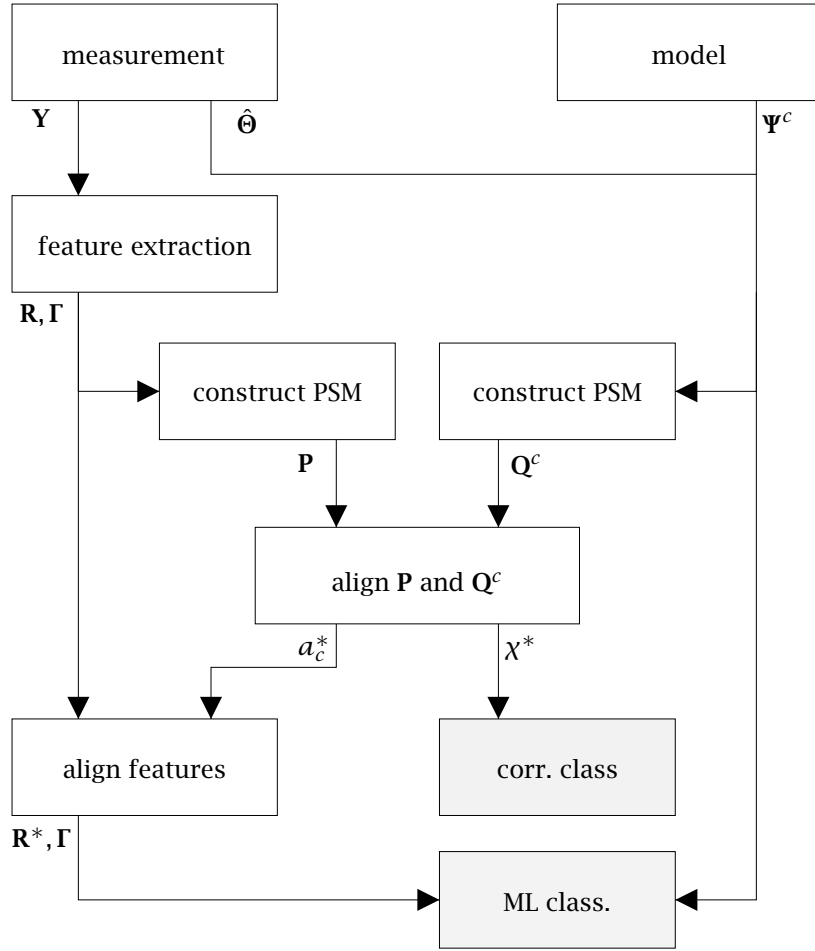 measurement
model
Y
Θ̂
Ψ^c
feature extraction
R, Γ
construct PSM
construct PSM
P
Q^c
align P and Q^c
a_c^*
χ*
align features
corr. class
R*, Γ
ML class.